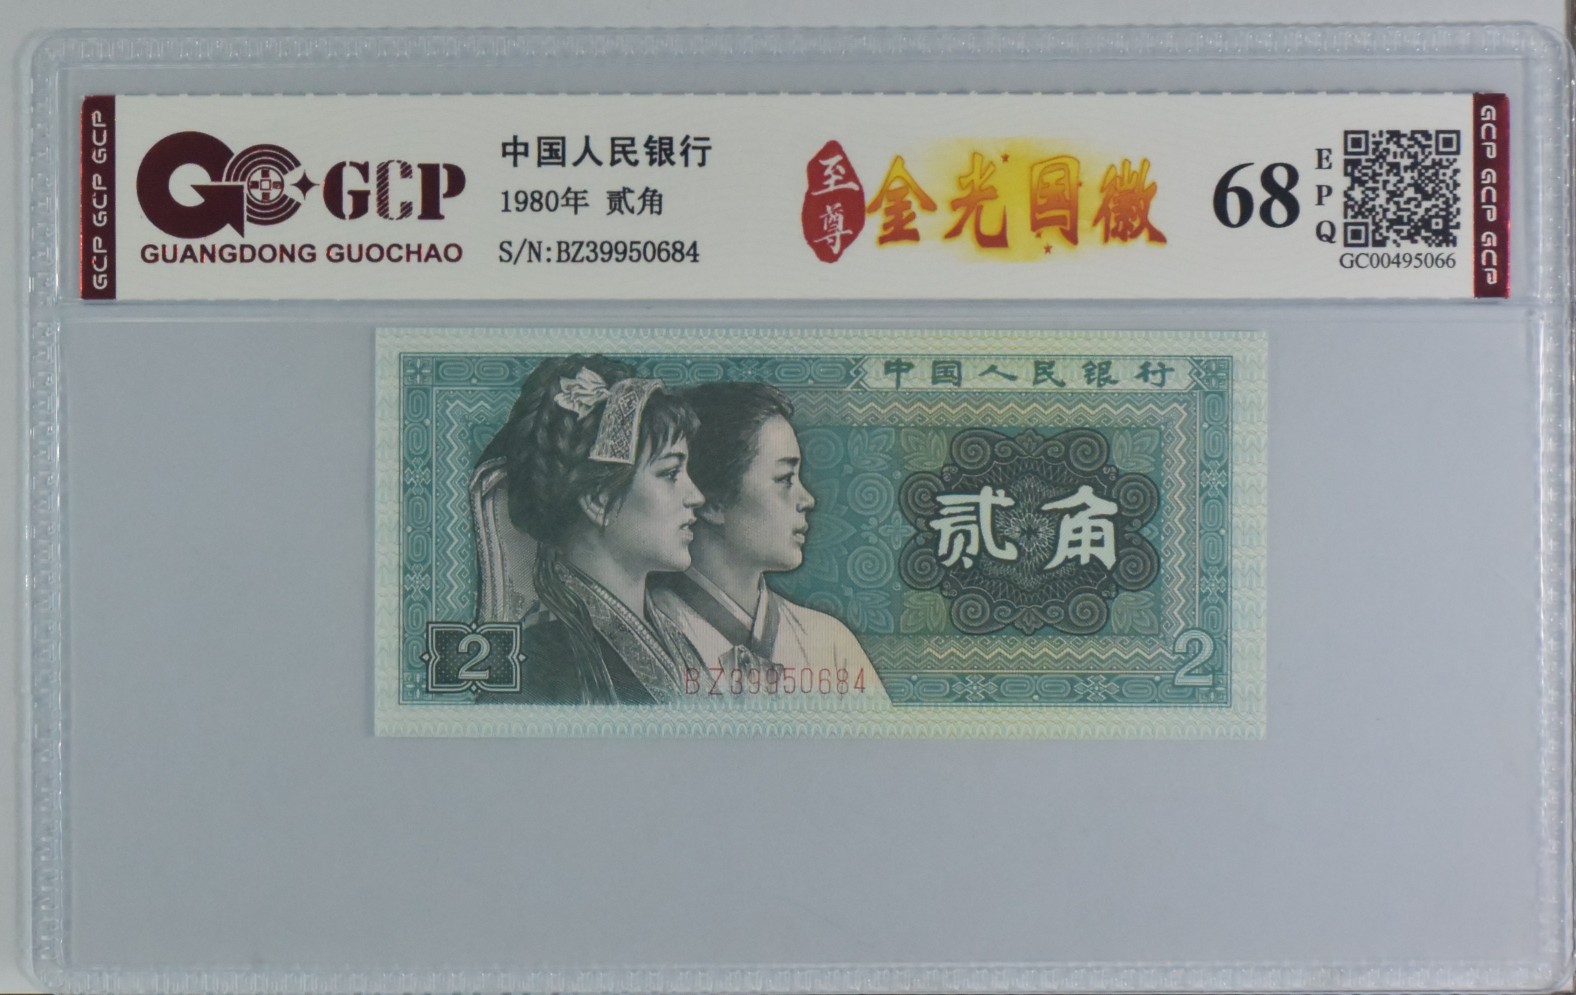 GCP GCP GCP
GCP
GUANGDONG GUOCHAO
中国人民银行
1980年 贰角
S/N:BZ39950684
至尊
金光国徽
68
EPQ
GC00495066
GCP GCP GCP
中国人民银行
贰角
2
BZ39950684
2